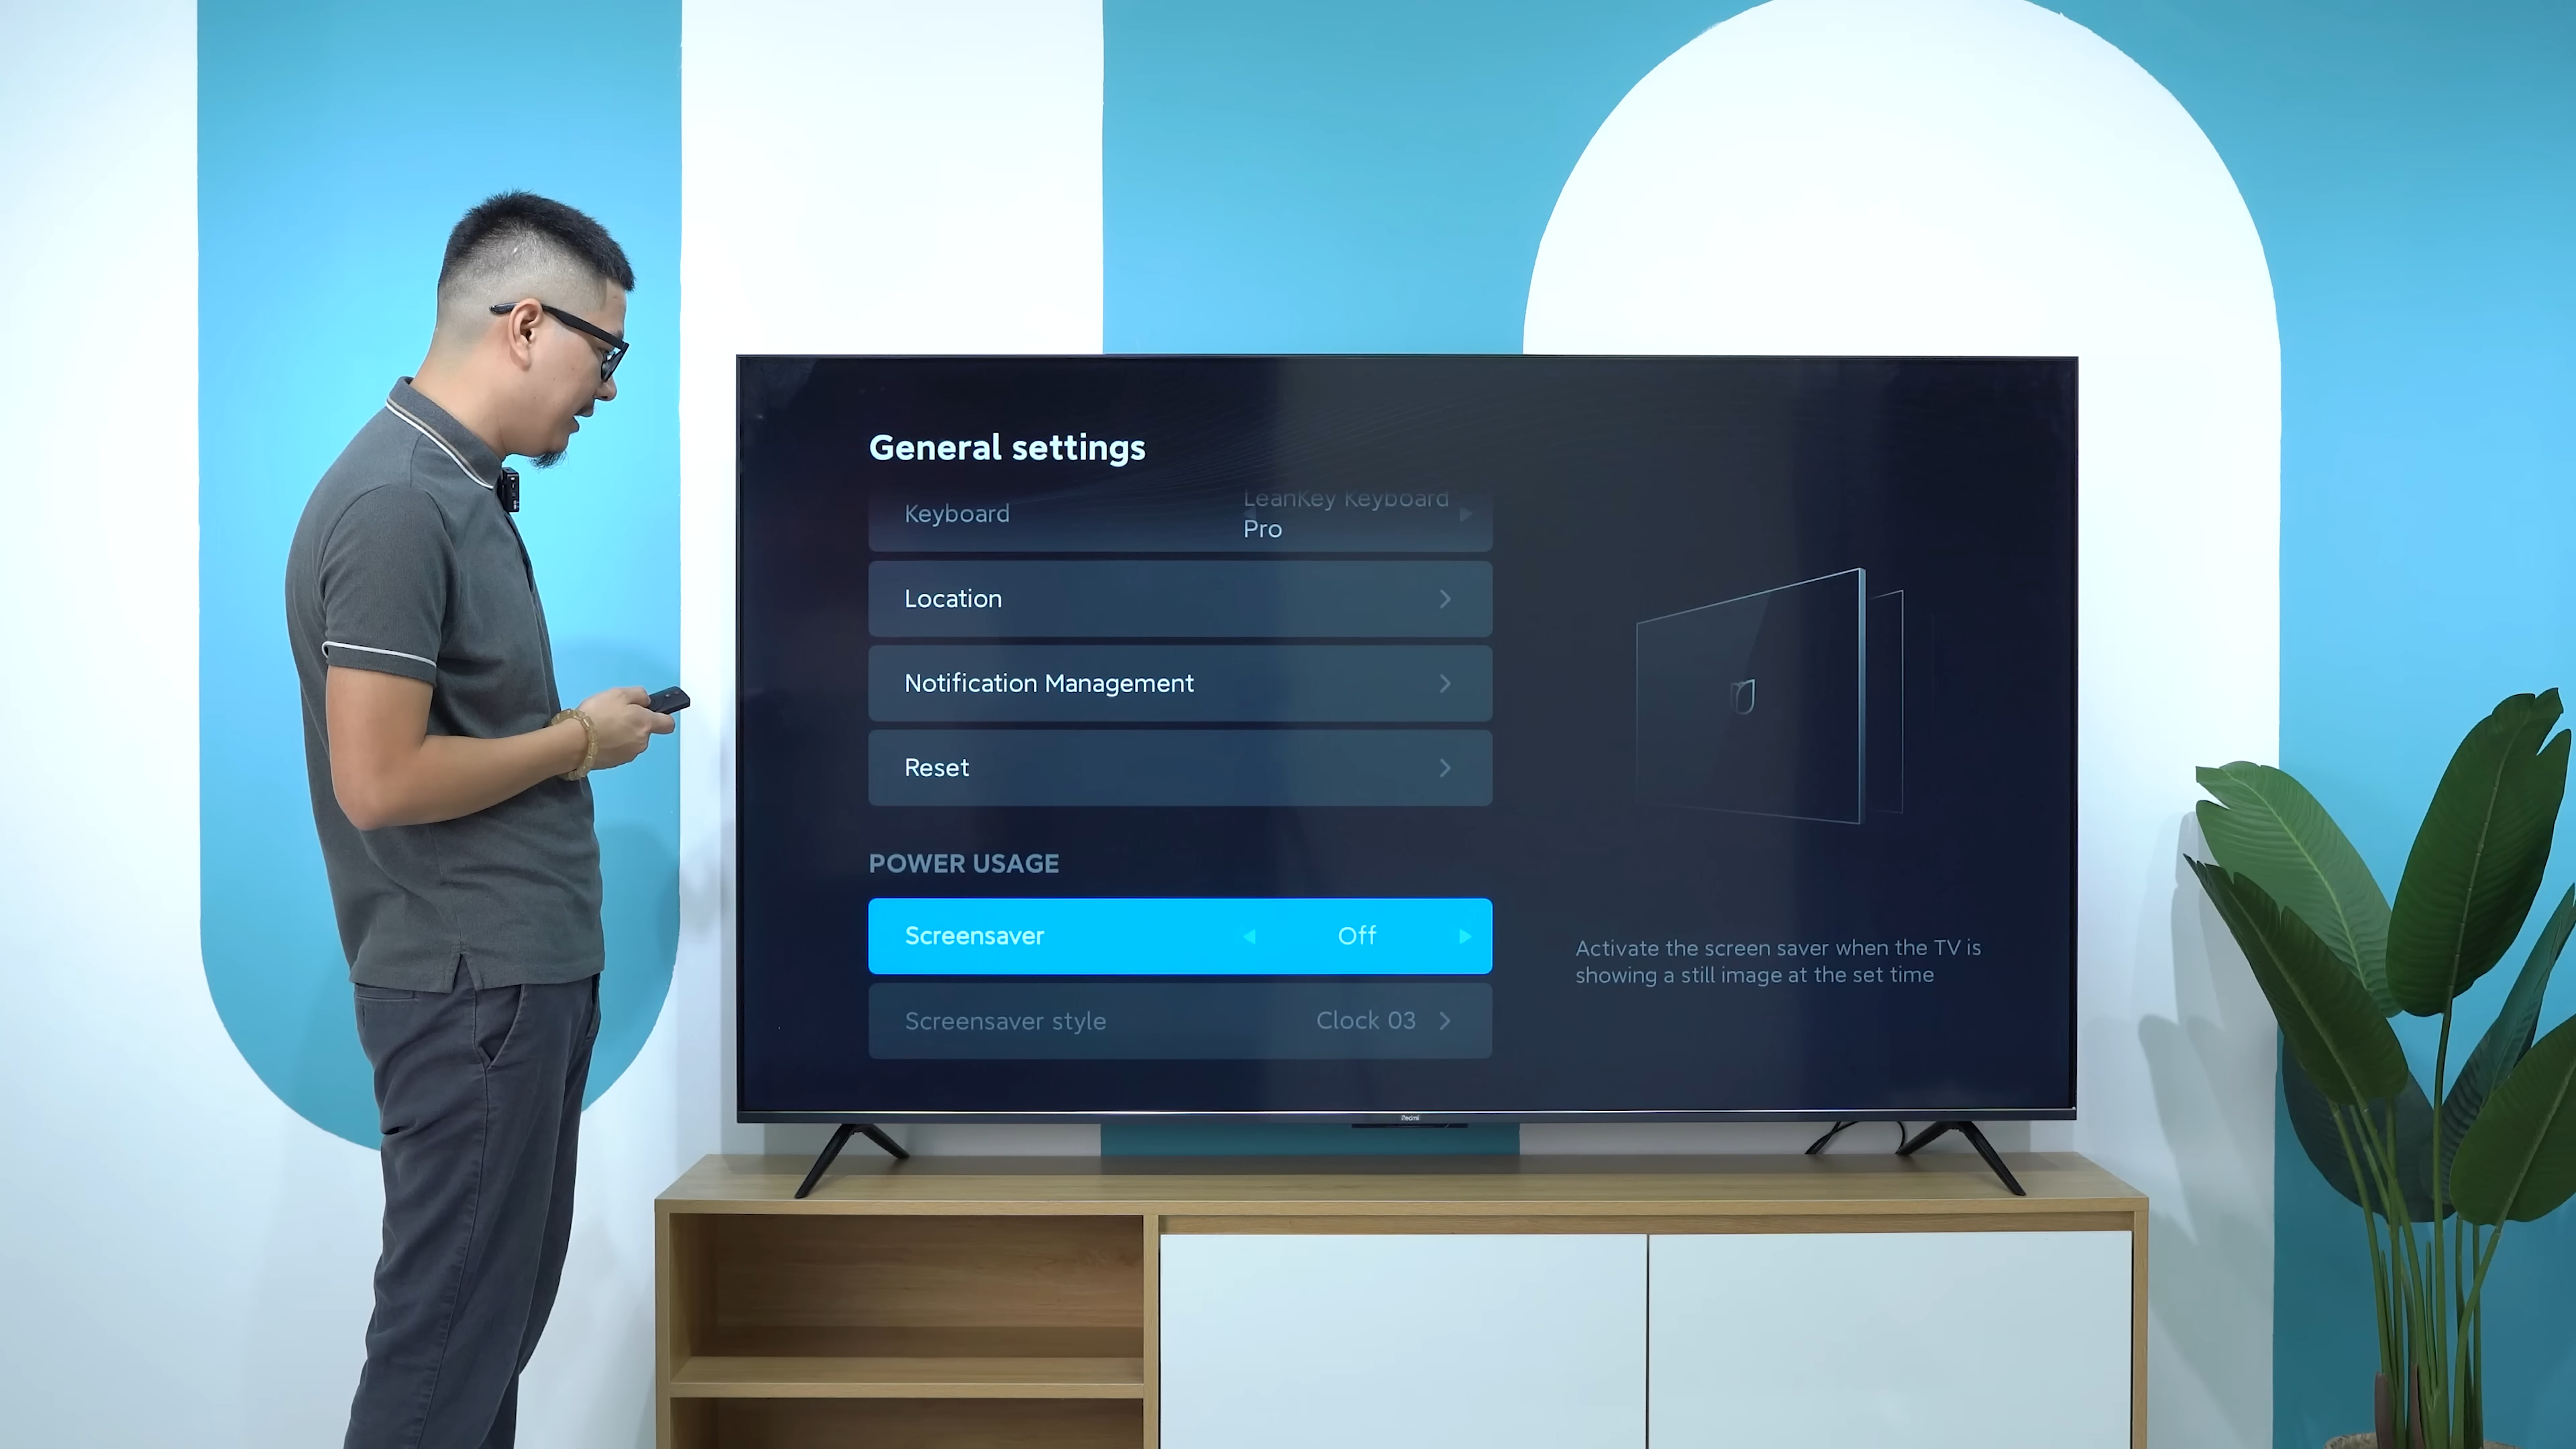 General settings
Keyboard
LeanKey Keyboard
Pro
Location
Notification Management
Reset
POWER USAGE
Screensaver
Off
Screensaver style
Clock 03
Activate the screen saver when the TV is
showing a still image at the set time
Redmi